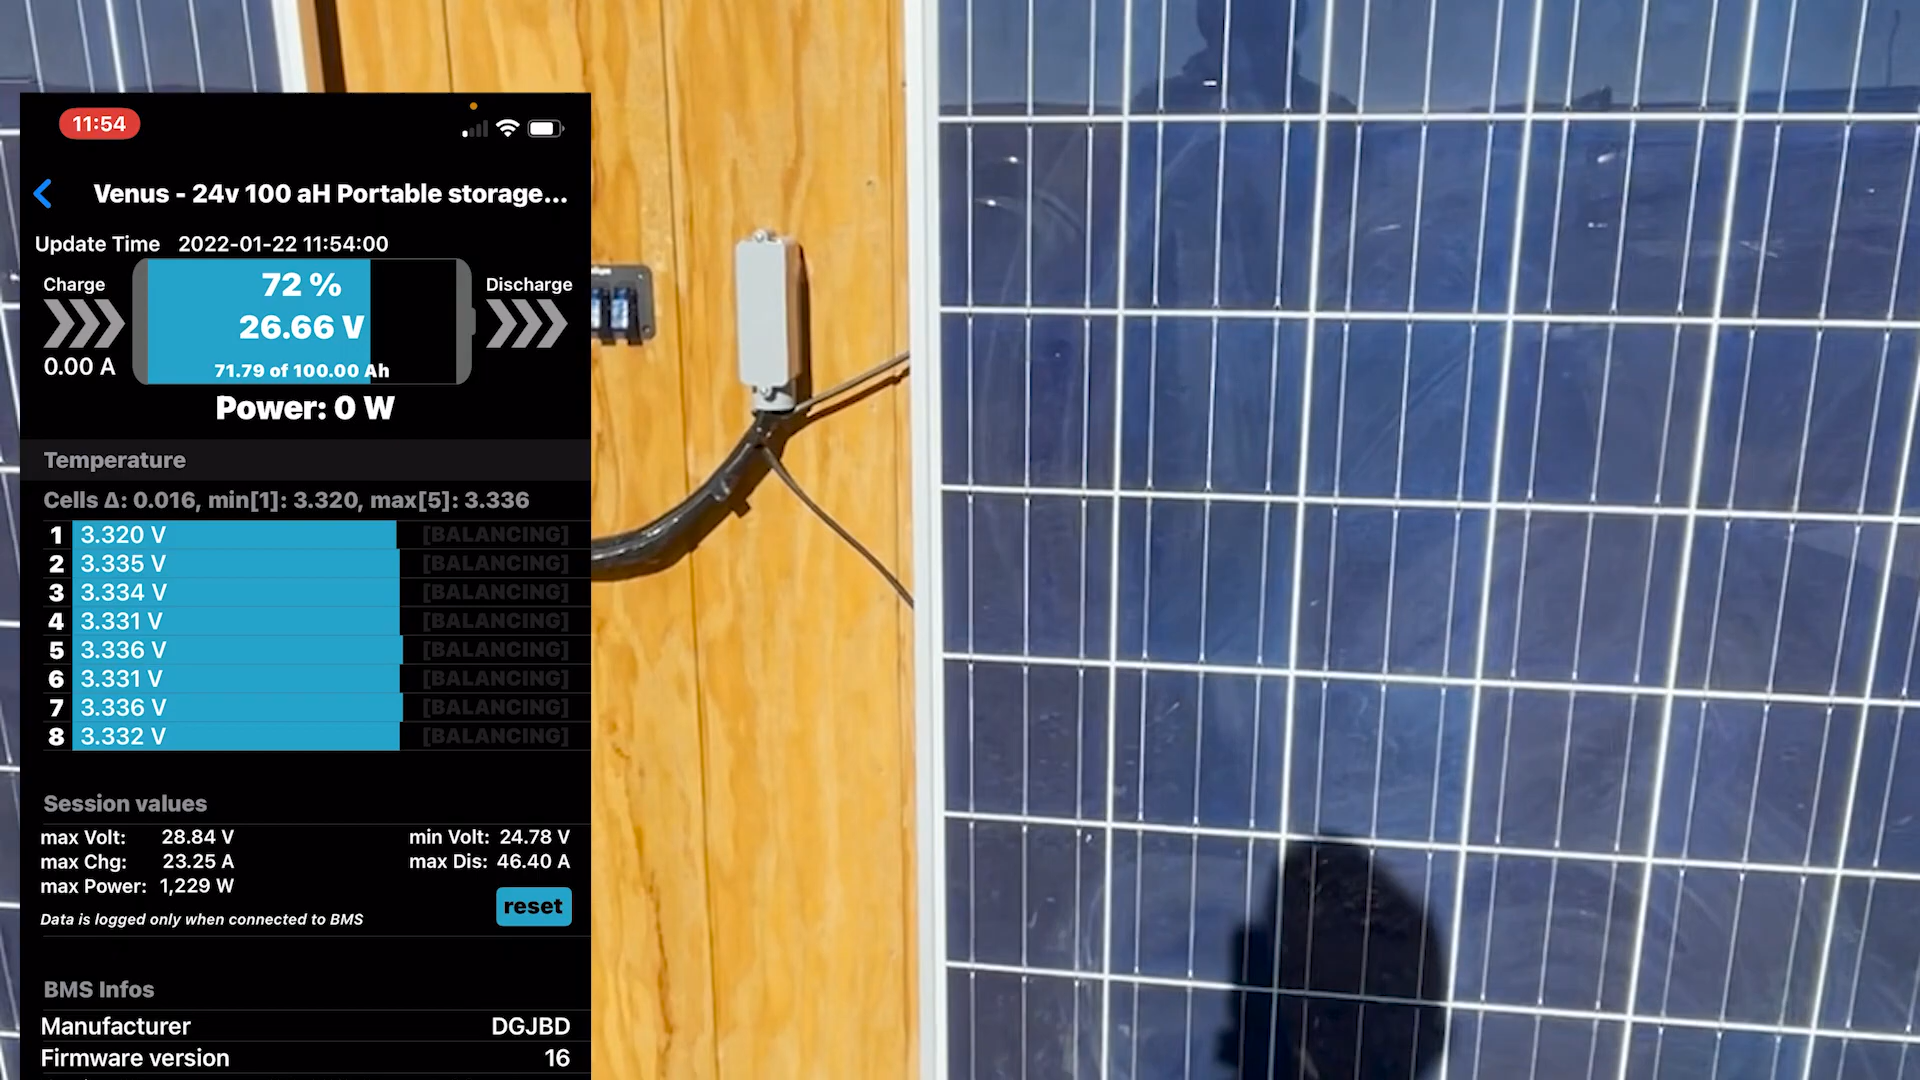 11:54
Venus - 24v 100 aH Portable storage...
Update Time 2022-01-22 11:54:00
Charge 72 % Discharge
26.66 V
0.00 A 71.79 of 100.00 Ah
Power: 0 W
Temperature
Cells Δ: 0.016, min[1]: 3.320, max[5]: 3.336
1 3.320 V [BALANCING]
2 3.335 V [BALANCING]
3 3.334 V [BALANCING]
4 3.331 V [BALANCING]
5 3.336 V [BALANCING]
6 3.331 V [BALANCING]
7 3.336 V [BALANCING]
8 3.332 V [BALANCING]
Session values
max Volt: 28.84 V min Volt: 24.78 V
max Chg: 23.25 A max Dis: 46.40 A
max Power: 1,229 W
reset
Data is logged only when connected to BMS
BMS Infos
Manufacturer DGJBD
Firmware version 16